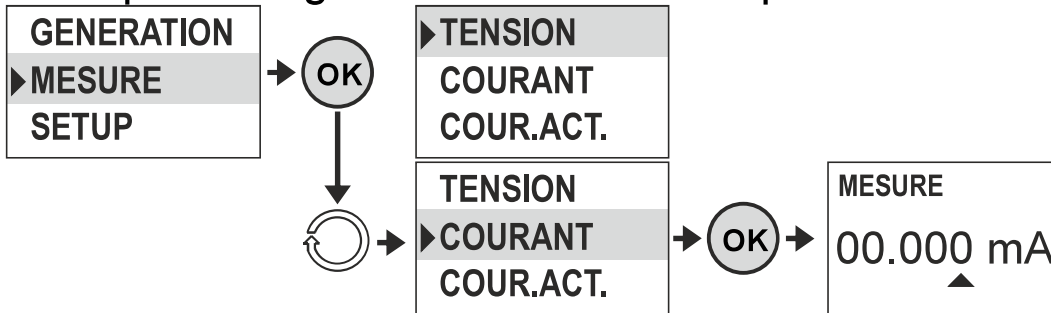 GENERATION
MESURE
SETUP
OK
TENSION
COURANT
COUR.ACT.
TENSION
COURANT
COUR.ACT.
OK
MESURE
00.000 mA